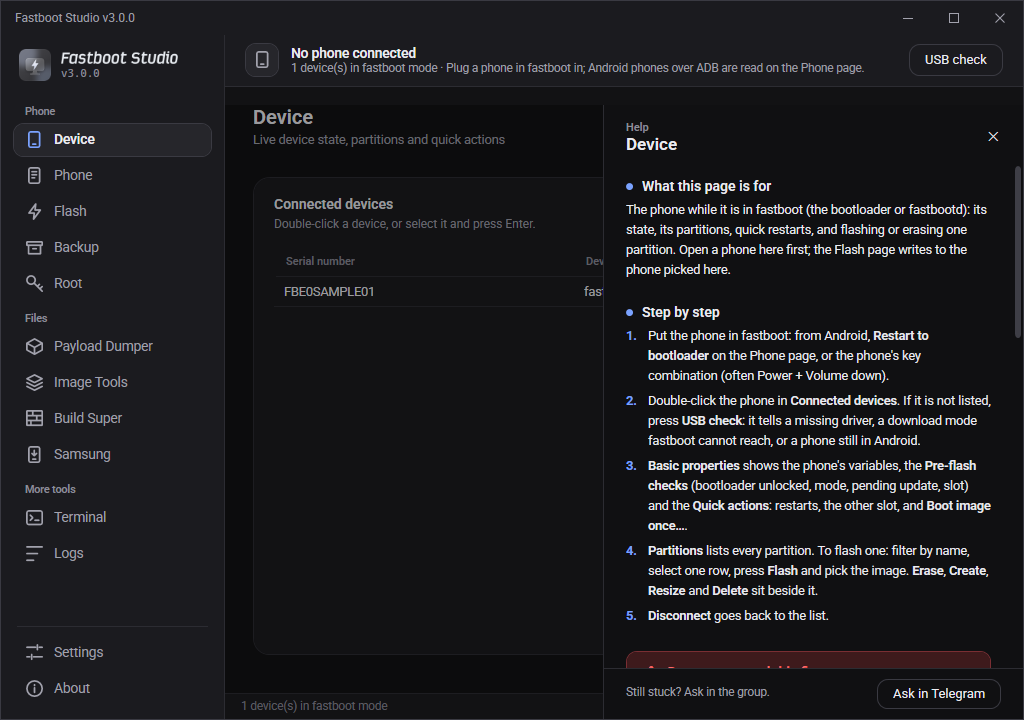 Fastboot Studio v3.0.0
Fastboot Studio
v3.0.0
No phone connected
1 device(s) in fastboot mode · Plug a phone in fastboot in; Android phones over ADB are read on the Phone page.
USB check
Phone
Device
Phone
Flash
Backup
Root
Files
Payload Dumper
Image Tools
Build Super
Samsung
More tools
Terminal
Logs
Settings
About
Device
Live device state, partitions and quick actions
Connected devices
Double-click a device, or select it and press Enter.
Serial number
FBE0SAMPLE01
1 device(s) in fastboot mode
Help
Device
What this page is for
The phone while it is in fastboot (the bootloader or fastbootd): its
state, its partitions, quick restarts, and flashing or erasing one
partition. Open a phone here first; the Flash page writes to the
phone picked here.
Step by step
1. Put the phone in fastboot: from Android, Restart to
bootloader on the Phone page, or the phone's key
combination (often Power + Volume down).
2. Double-click the phone in Connected devices. If it is not listed,
press USB check: it tells a missing driver, a download mode
fastboot cannot reach, or a phone still in Android.
3. Basic properties shows the phone's variables, the Pre-flash
checks (bootloader unlocked, mode, pending update, slot)
and the Quick actions: restarts, the other slot, and Boot image
once….
4. Partitions lists every partition. To flash one: filter by name,
select one row, press Flash and pick the image. Erase, Create,
Resize and Delete sit beside it.
5. Disconnect goes back to the list.
Still stuck? Ask in the group.
Ask in Telegram